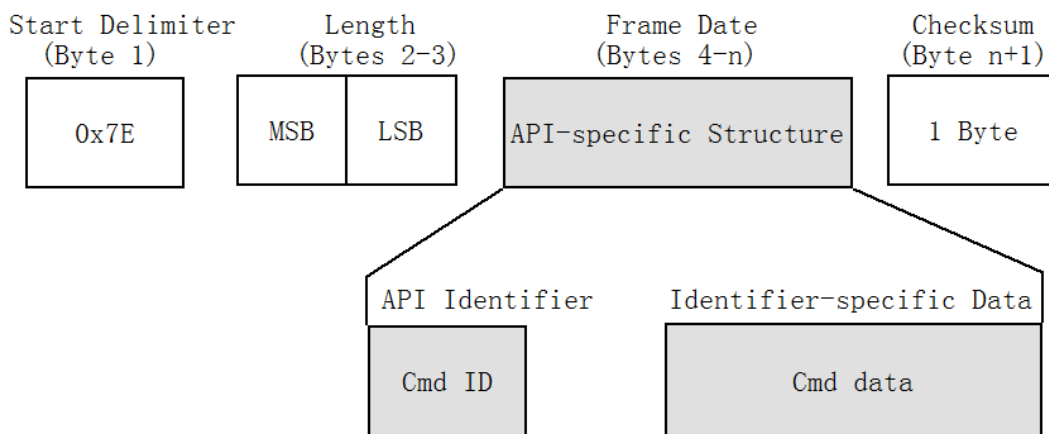 Start Delimiter
(Byte 1)
Length
(Bytes 2-3)
Frame Date
(Bytes 4-n)
Checksum
(Byte n+1)
0x7E
MSB
LSB
API-specific Structure
1 Byte
API Identifier
Identifier-specific Data
Cmd ID
Cmd data